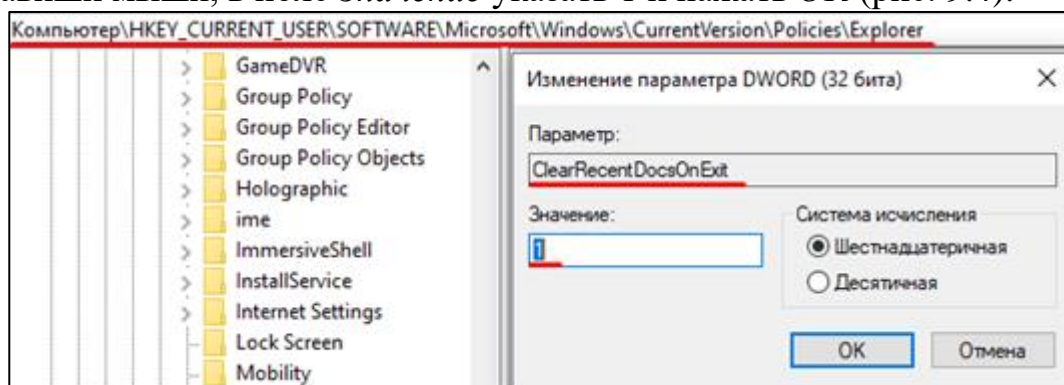 Компьютер\HKEY_CURRENT_USER\SOFTWARE\Microsoft\Windows\CurrentVersion\Policies\Explorer
GameDVR
Group Policy
Group Policy Editor
Group Policy Objects
Holographic
ime
ImmersiveShell
InstallService
Internet Settings
Lock Screen
Mobility
Изменение параметра DWORD (32 бита)
Параметр:
ClearRecentDocsOnExit
Значение:
1
Система исчисления
Шестнадцатеричная
Десятичная
OK
Отмена